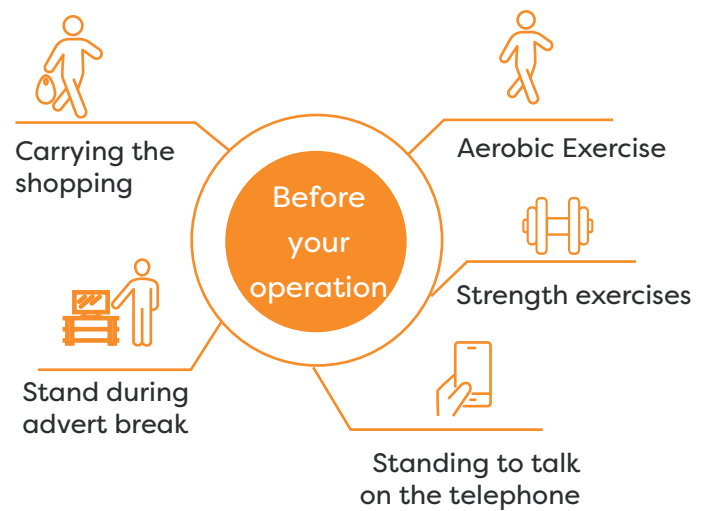 Before
your
operation
Carrying the
shopping
Aerobic Exercise
Strength exercises
Stand during
advert break
Standing to talk
on the telephone